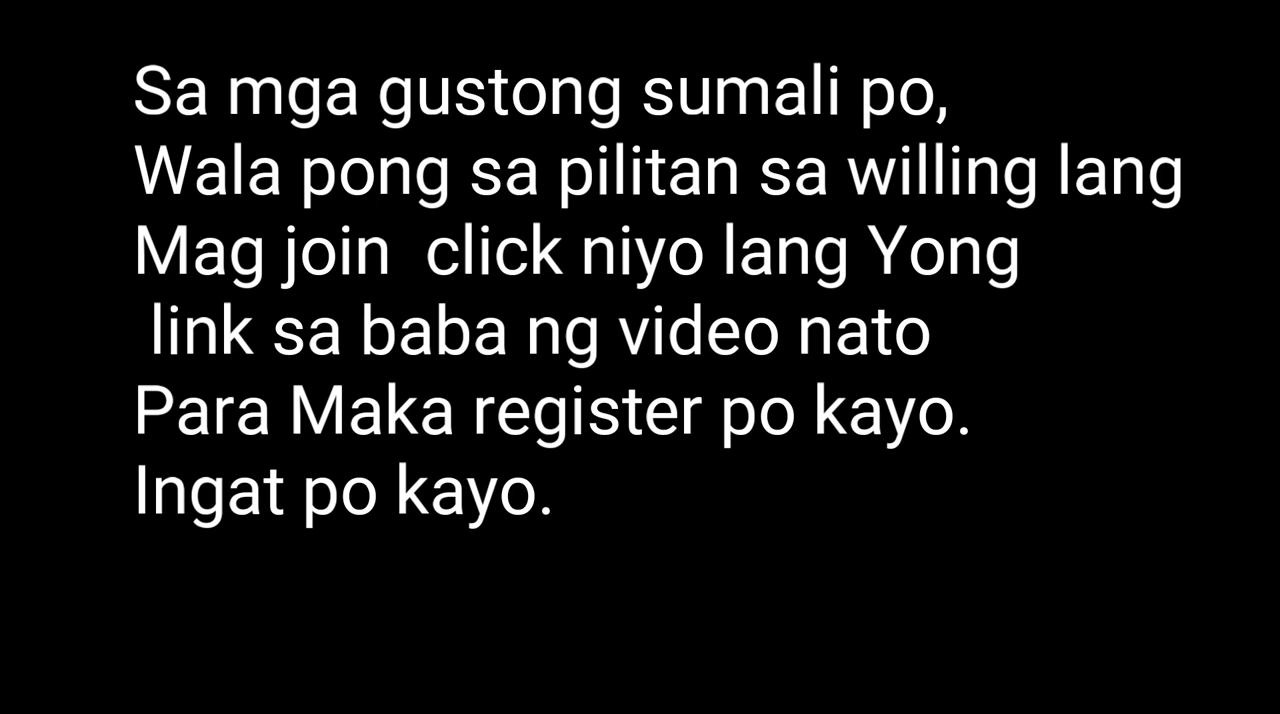 Sa mga gustong sumali po,
Wala pong sa pilitan sa willing lang
Mag join  click niyo lang Yong
link sa baba ng video nato
Para Maka register po kayo.
Ingat po kayo.